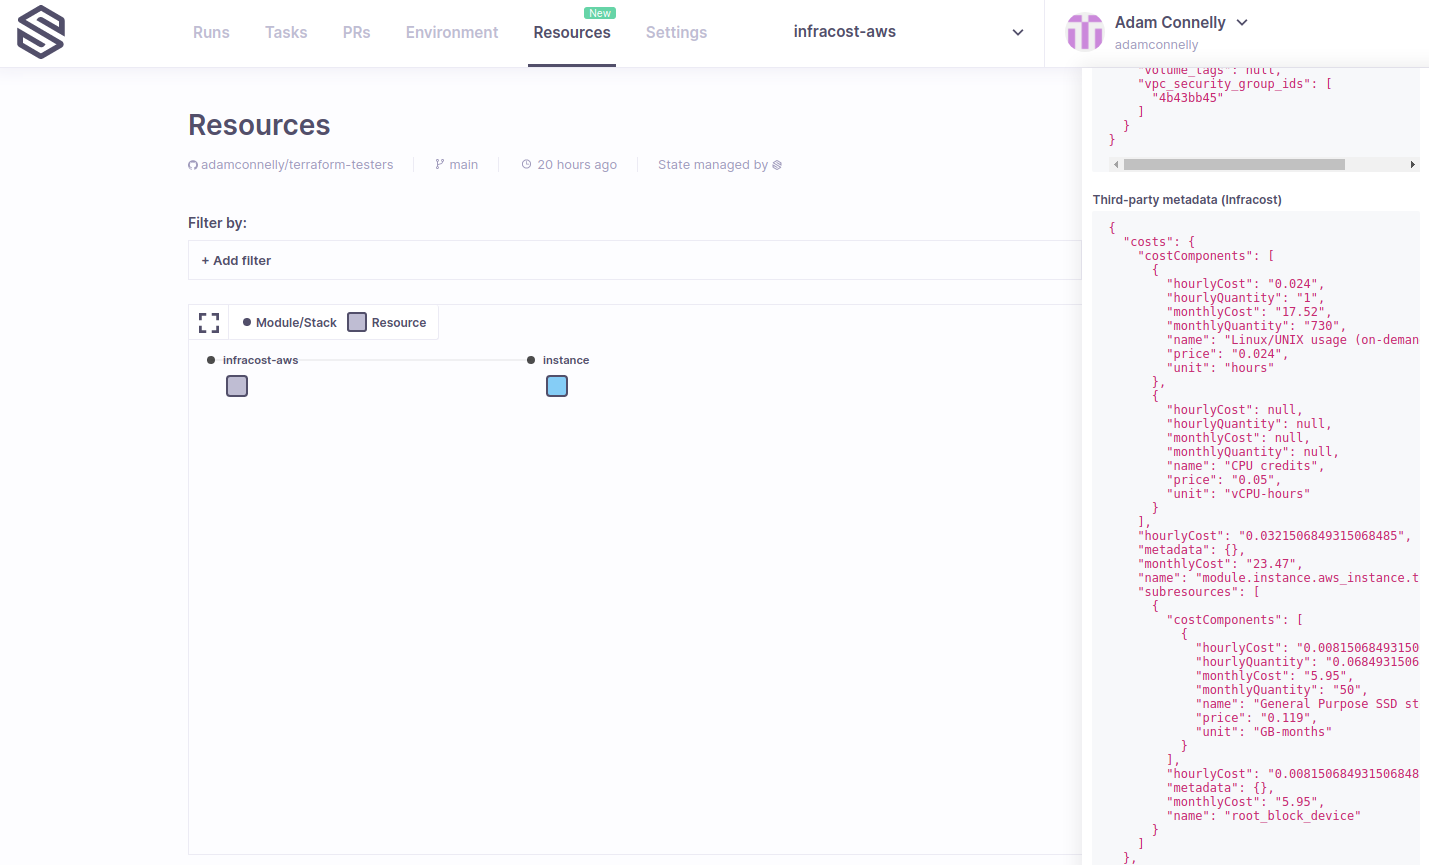 Runs Tasks PRs Environment Resources New Settings
infracost-aws
Adam Connelly
adamconnelly
Resources
adamconnelly/terraform-testers main 20 hours ago State managed by
Filter by:
+ Add filter
Module/Stack Resource
infracost-aws instance
"volume_tags": null,
"vpc_security_group_ids": [
"4b43bb45"
]
}
}
Third-party metadata (Infracost)
{
"costs": {
"costComponents": [
{
"hourlyCost": "0.024",
"hourlyQuantity": "1",
"monthlyCost": "17.52",
"monthlyQuantity": "730",
"name": "Linux/UNIX usage (on-deman
"price": "0.024",
"unit": "hours"
},
{
"hourlyCost": null,
"hourlyQuantity": null,
"monthlyCost": null,
"monthlyQuantity": null,
"name": "CPU credits",
"price": "0.05",
"unit": "vCPU-hours"
}
],
"hourlyCost": "0.0321506849315068485",
"metadata": {},
"monthlyCost": "23.47",
"name": "module.instance.aws_instance.t
"subresources": [
{
"costComponents": [
{
"hourlyCost": "0.00815068493150
"hourlyQuantity": "0.0684931506
"monthlyCost": "5.95",
"monthlyQuantity": "50",
"name": "General Purpose SSD st
"price": "0.119",
"unit": "GB-months"
}
],
"hourlyCost": "0.008150684931506848
"metadata": {},
"monthlyCost": "5.95",
"name": "root_block_device"
}
]
},